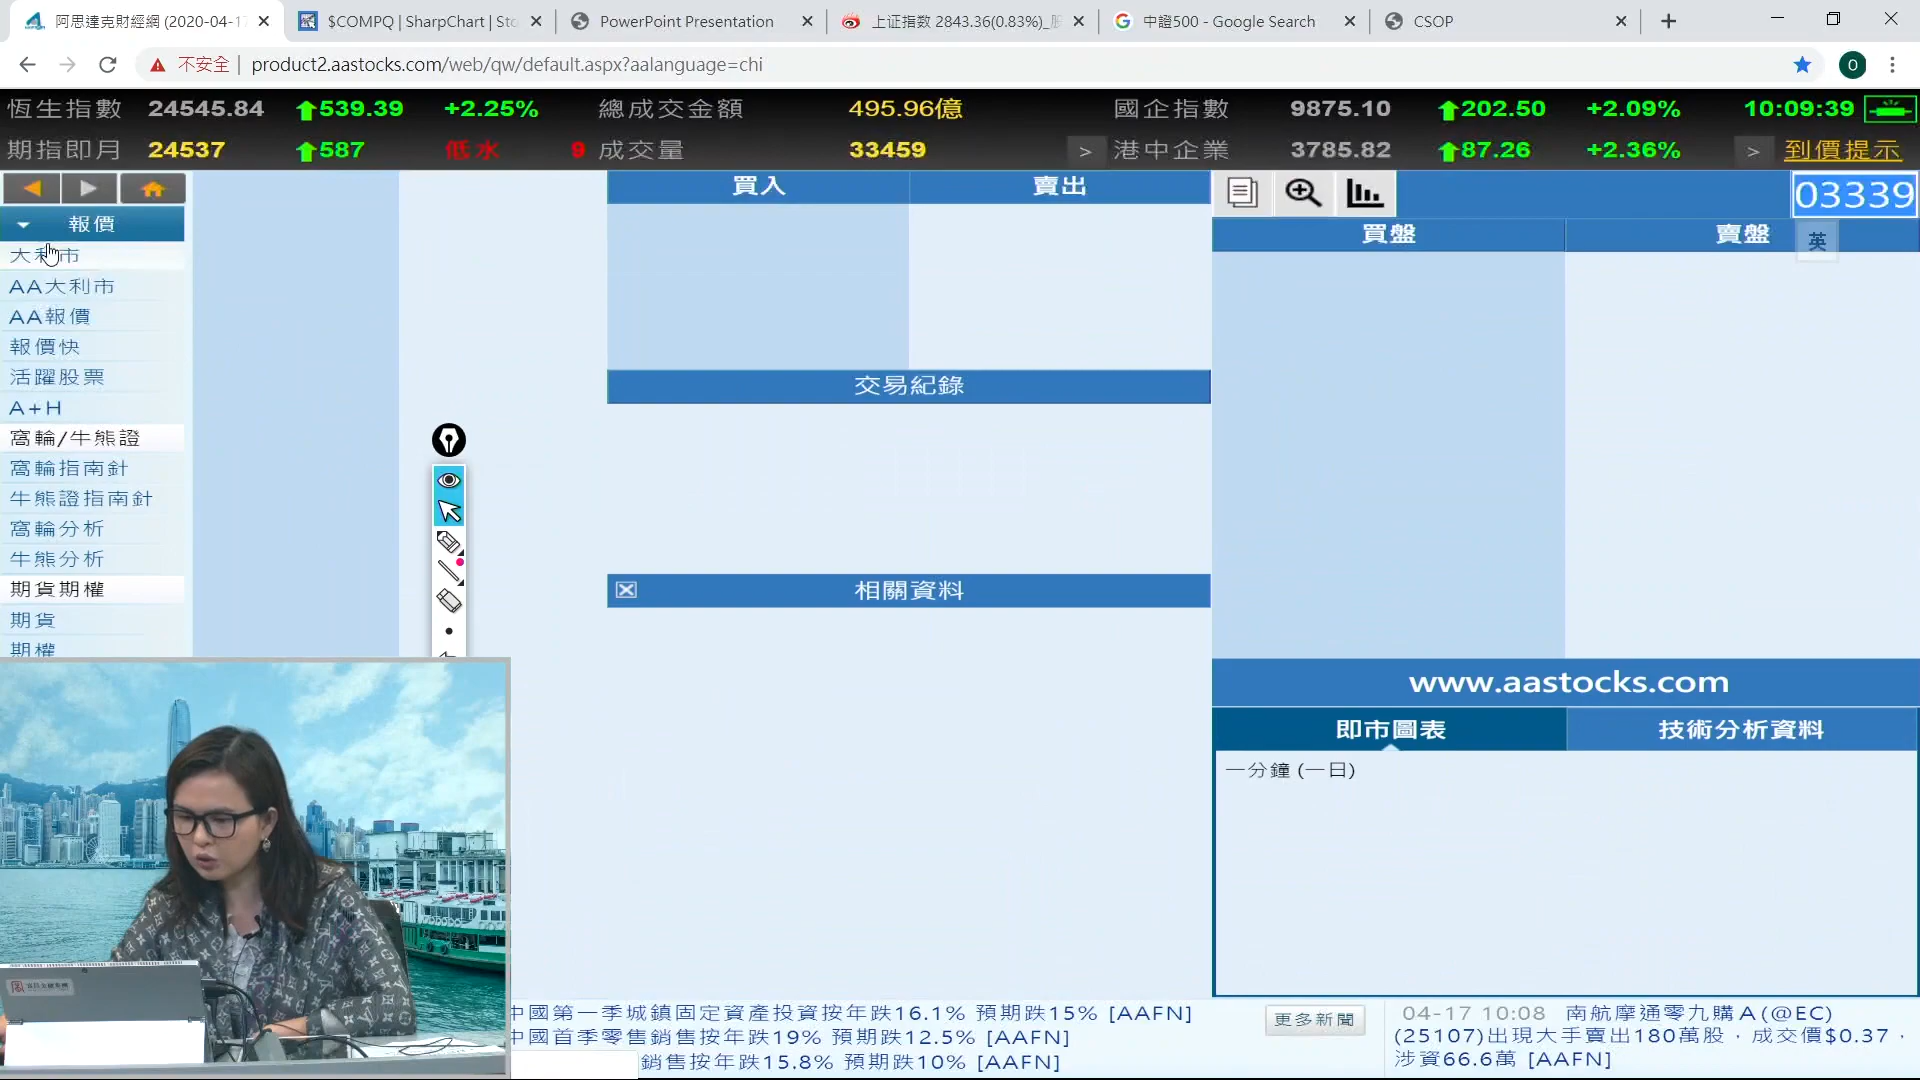 阿思達克財經網 (2020-04-17
$COMPQ | SharpChart | Sto
PowerPoint Presentation
上证指数 2843.36(0.83%)_股
中證500 - Google Search
CSOP
不安全
product2.aastocks.com/web/qw/default.aspx?aalanguage=chi
O
恆生指數 24545.84 539.39 +2.25% 總成交金額 495.96億 國企指數 9875.10 202.50 +2.09% 10:09:39
期指即月 24537 587 低水 9 成交量 33459 > 港中企業 3785.82 87.26 +2.36% > 到價提示
報價
大利市
AA大利市
AA報價
報價快
活躍股票
A+H
窩輪/牛熊證
窩輪指南針
牛熊證指南針
窩輪分析
牛熊分析
期貨期權
期貨
期權
買入 賣出
交易紀錄
相關資料
03339
買盤 賣盤
英
www.aastocks.com
即市圖表 技術分析資料
一分鐘 (一日)
中國第一季城鎮固定資產投資按年跌16.1% 預期跌15% [AAFN]
中國首季零售銷售按年跌19% 預期跌12.5% [AAFN]
銷售按年跌15.8% 預期跌10% [AAFN]
更多新聞
04-17 10:08 南航摩通零九購A(@EC)
(25107)出現大手賣出180萬股，成交價$0.37，
涉資66.6萬 [AAFN]